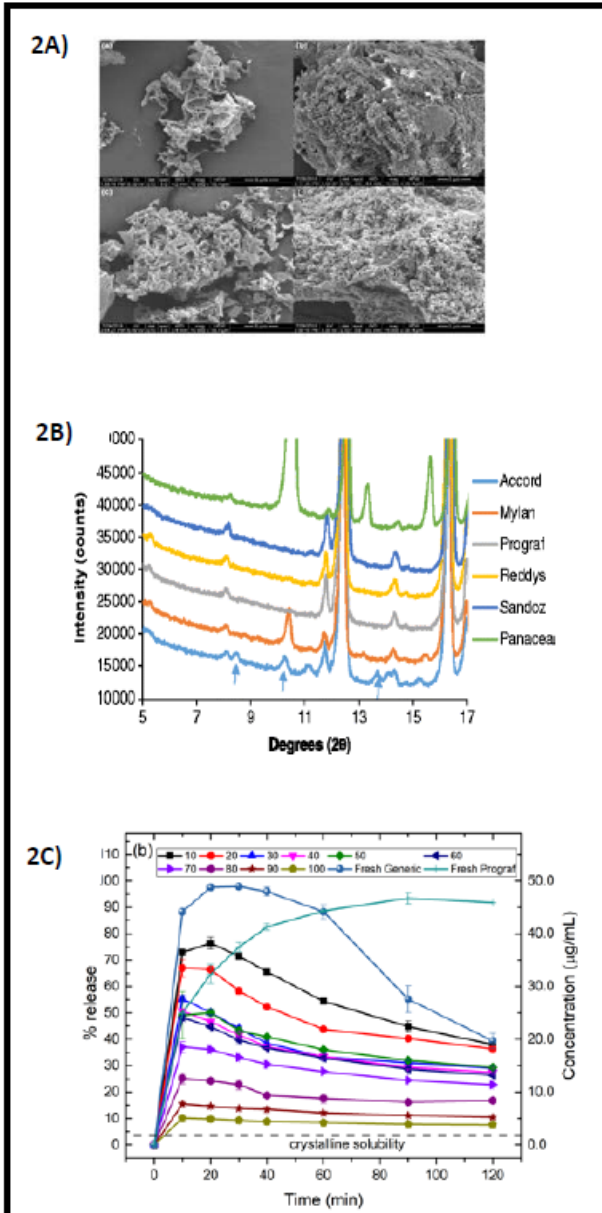 2A)
(a)
(c)
2B)
Intensity (counts)
)000
45000
40000
35000
30000
25000
20000
15000
10000
5 7 9 11 13 15 17
Degrees (2θ)
Accord
Mylan
Prograf
Reddys
Sandoz
Panacea
2C)
(b)
10 20 30 40 50 60
70 80 90 100 Fresh Generic Fresh Prograf
% release
110
100
90
80
70
60
50
40
30
20
10
0
Concentration (μg/mL)
50.0
40.0
30.0
20.0
10.0
0.0
crystalline solubility
0 20 40 60 80 100 120
Time (min)